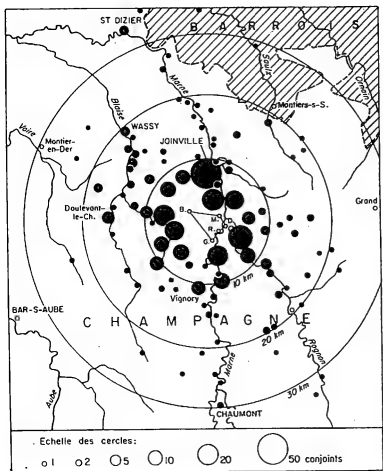 ST DIZIER
BARROIS
Marne
Saulx
Ornain
Blaise
Montiers-s-S.
Voire
WASSY
Montier-
en-Der
JOINVILLE
Doulevant-
le-Ch.
B.
M.
R.
G.
Grand
10 km
Vignory
CHAMPAGNE
BAR-S-AUBE
20 km
Rognon
Marne
30 km
Aube
CHAUMONT
Echelle des cercles:
1 2 5 10 20 50 conjoints